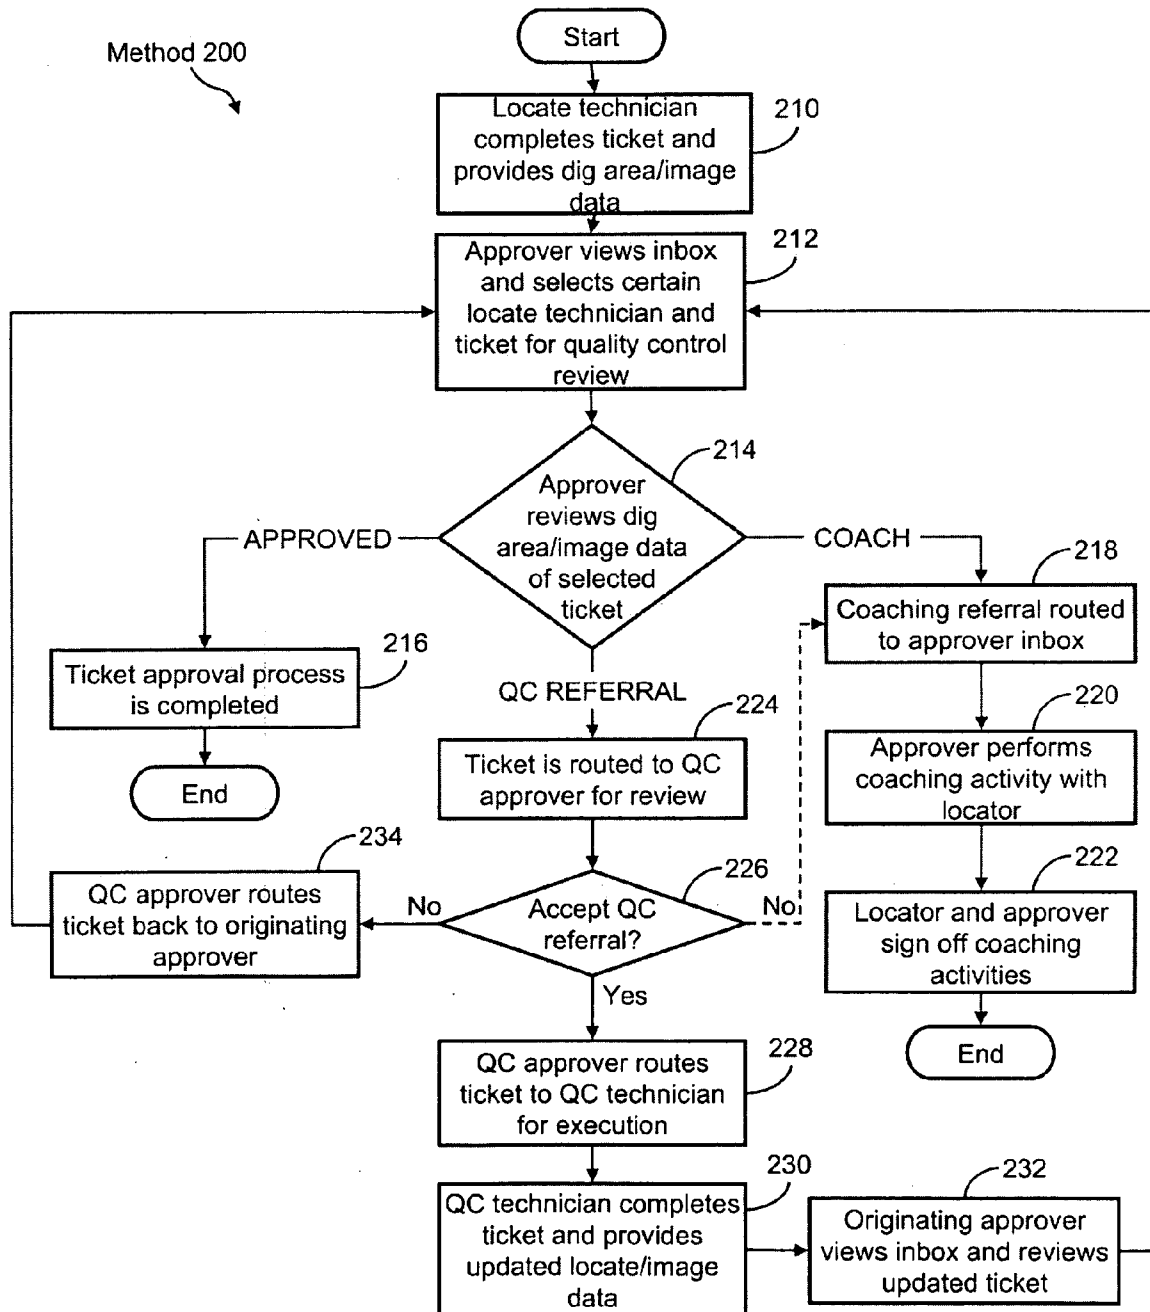 Start
Method 200
Locate technician
completes ticket and
provides dig area/image
data
210
Approver views inbox
and selects certain
locate technician and
ticket for quality control
review
212
Approver
reviews dig
area/image data
of selected
ticket
214
APPROVED
COACH
QC REFERRAL
Ticket approval process
is completed
216
End
Coaching referral routed
to approver inbox
218
Ticket is routed to QC
approver for review
224
Approver performs
coaching activity with
locator
220
QC approver routes
ticket back to originating
approver
234
No
Accept QC
referral?
226
No
Yes
Locator and approver
sign off coaching
activities
222
End
QC approver routes
ticket to QC technician
for execution
228
QC technician completes
ticket and provides
updated locate/image
data
230
Originating approver
views inbox and reviews
updated ticket
232